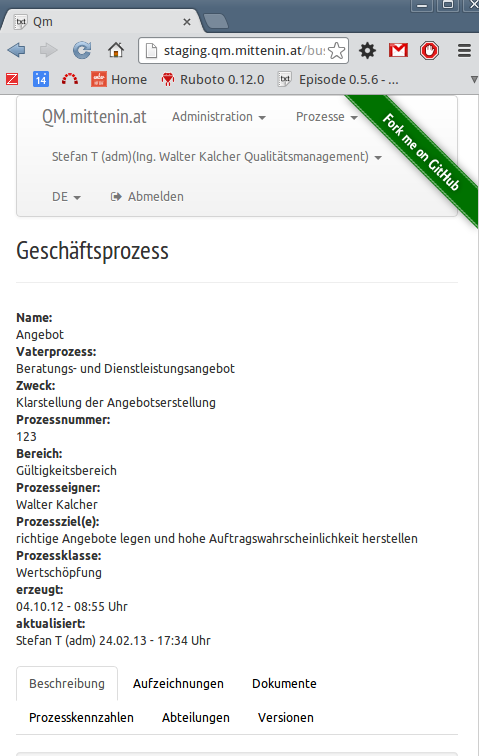 Qm
staging.qm.mittenin.at/bus
14
Home
Ruboto 0.12.0
txt
Episode 0.5.6 - ...
QM.mittenin.at
Administration
Prozesse
Fork me on GitHub
Stefan T (adm)(Ing. Walter Kalcher Qualitätsmanagement)
DE
Abmelden
Geschäftsprozess
Name:
Angebot
Vaterprozess:
Beratungs- und Dienstleistungsangebot
Zweck:
Klarstellung der Angebotserstellung
Prozessnummer:
123
Bereich:
Gültigkeitsbereich
Prozesseigner:
Walter Kalcher
Prozessziel(e):
richtige Angebote legen und hohe Auftragswahrscheinlichkeit herstellen
Prozessklasse:
Wertschöpfung
erzeugt:
04.10.12 - 08:55 Uhr
aktualisiert:
Stefan T (adm) 24.02.13 - 17:34 Uhr
Beschreibung
Aufzeichnungen
Dokumente
Prozesskennzahlen
Abteilungen
Versionen